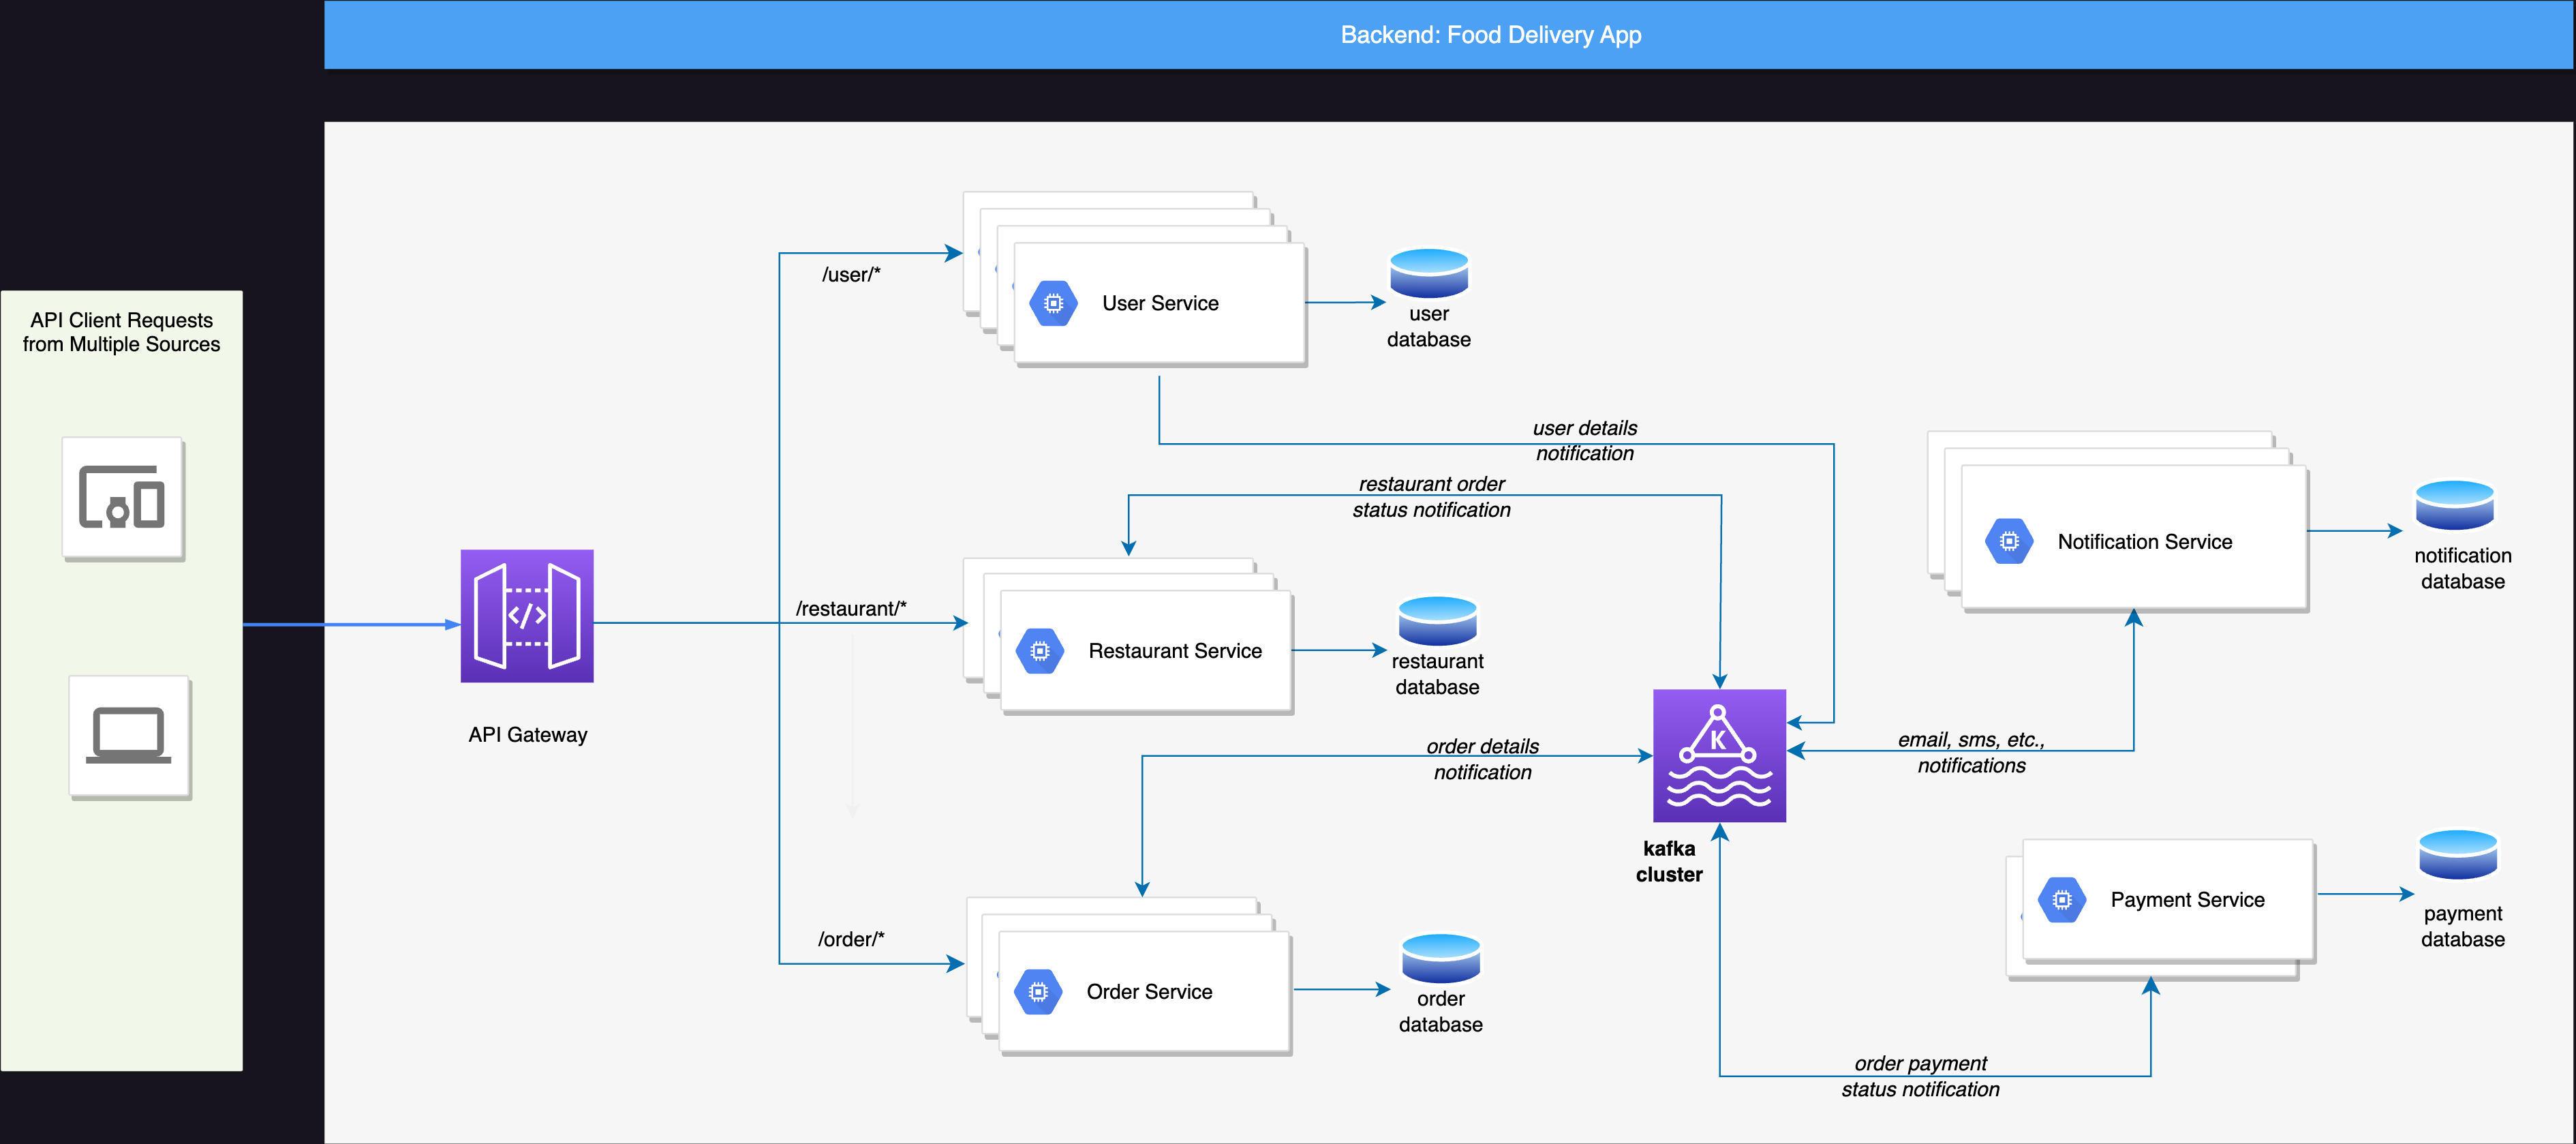 Backend: Food Delivery App
API Client Requests
from Multiple Sources
API Gateway
/user/*
/restaurant/*
/order/*
User Service
user
database
user details
notification
restaurant order
status notification
Restaurant Service
restaurant
database
order details
notification
K
kafka
cluster
Order Service
order
database
Notification Service
notification
database
email, sms, etc.,
notifications
Payment Service
payment
database
order payment
status notification